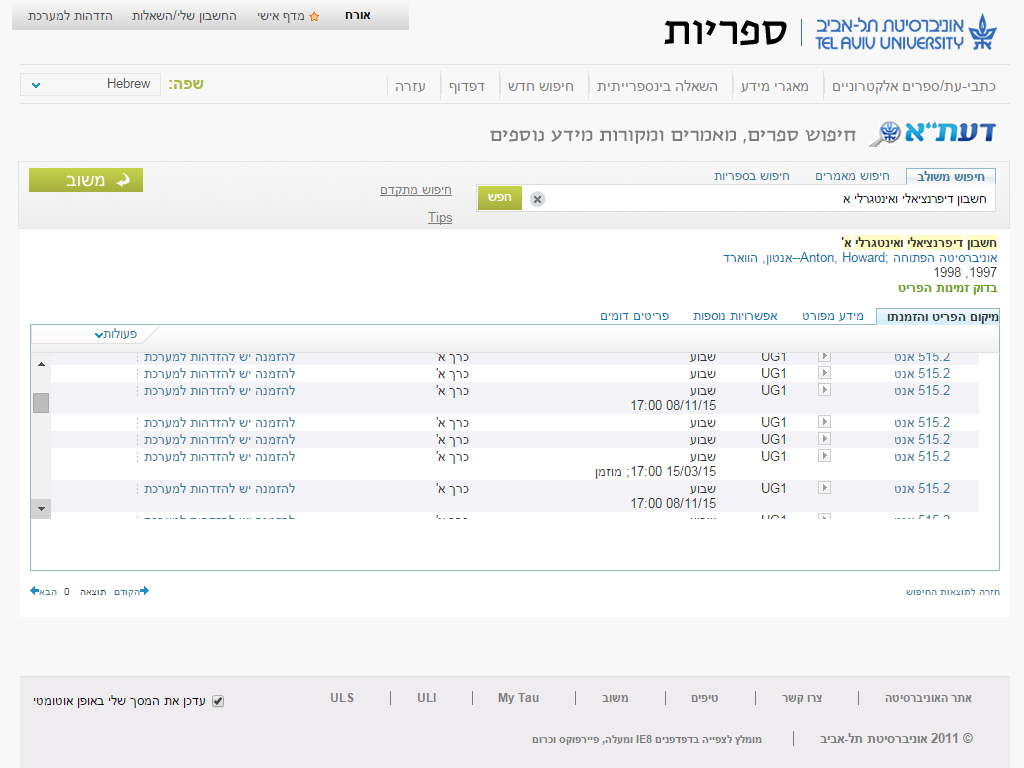 אורח
מדף אישי
החשבון שלי/השאלות
הזדהות למערכת
אוניברסיטת תל-אביב
TEL AVIV UNIVERSITY
ספריות
כתבי-עת/ספרים אלקטרוניים
מאגרי מידע
השאלה בינספרייתית
חיפוש חדש
דפדוף
עזרה
שפה:
Hebrew
דעת"א
חיפוש ספרים, מאמרים ומקורות מידע נוספים
חיפוש משולב
חיפוש מאמרים
חיפוש בספריות
חשבון דיפרנציאלי ואינטגרלי א
חפש
חיפוש מתקדם
Tips
משוב
חשבון דיפרנציאלי ואינטגרלי א'
אנטון, הווארד--Anton, Howard; אוניברסיטה הפתוחה
1997, 1998
בדוק זמינות הפריט
מיקום הפריט והזמנתו
מידע מפורט
אפשרויות נוספות
פריטים דומים
פעולות
515.2 אנט UG1 שבוע כרך א' להזמנה יש להזדהות למערכת
515.2 אנט UG1 שבוע כרך א' להזמנה יש להזדהות למערכת
515.2 אנט UG1 שבוע כרך א' להזמנה יש להזדהות למערכת
08/11/15 17:00
515.2 אנט UG1 שבוע כרך א' להזמנה יש להזדהות למערכת
515.2 אנט UG1 שבוע כרך א' להזמנה יש להזדהות למערכת
515.2 אנט UG1 שבוע כרך א' להזמנה יש להזדהות למערכת
15/03/15 17:00; מוזמן
515.2 אנט UG1 שבוע כרך א' להזמנה יש להזדהות למערכת
08/11/15 17:00
חזרה לתוצאות החיפוש
הקודם
תוצאה 0
הבא
אתר האוניברסיטה
צרו קשר
טיפים
משוב
My Tau
ULI
ULS
עדכן את המסך שלי באופן אוטומטי
© 2011 אוניברסיטת תל-אביב
מומלץ לצפייה בדפדפנים IE8 ומעלה, פיירפוקס וכרום